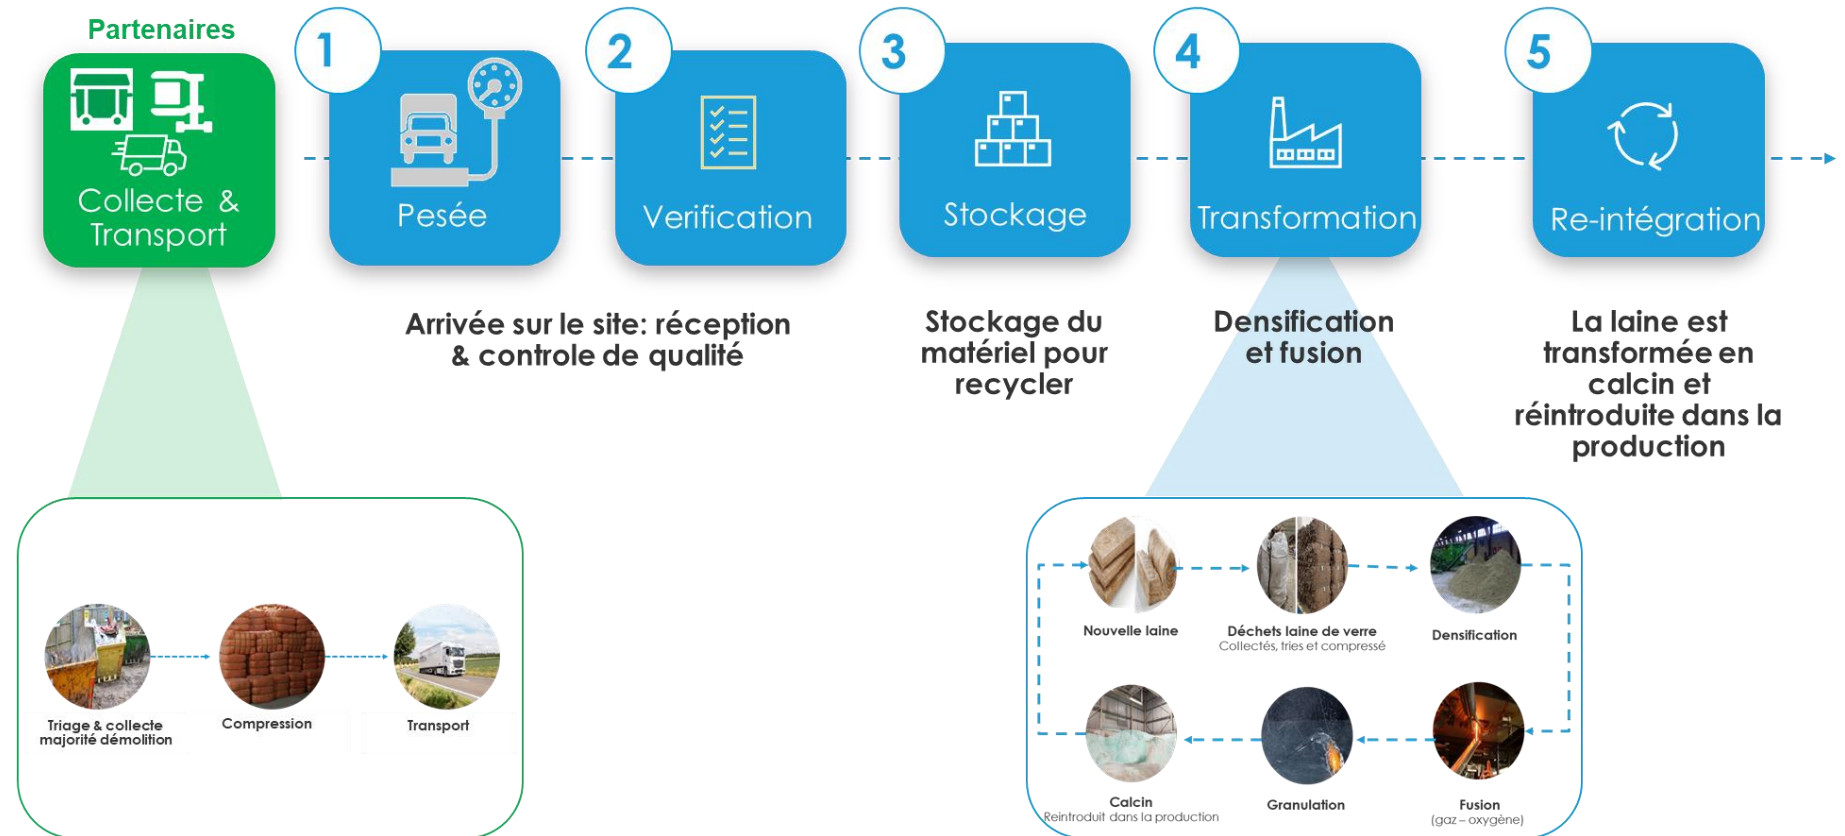 Partenaires
Collecte &
Transport
1
Pesée
2
Verification
3
Stockage
4
Transformation
5
Re-intégration
Arrivée sur le site: réception
& controle de qualité
Stockage du
matériel pour
recycler
Densification
et fusion
La laine est
transformée en
calcin et
réintroduite dans la
production
Triage & collecte
majorité démolition
Compression
Transport
Nouvelle laine
Déchets laine de verre
Collectés, tries et compressé
Densification
Calcin
Reintroduit dans la production
Granulation
Fusion
(gaz – oxygène)